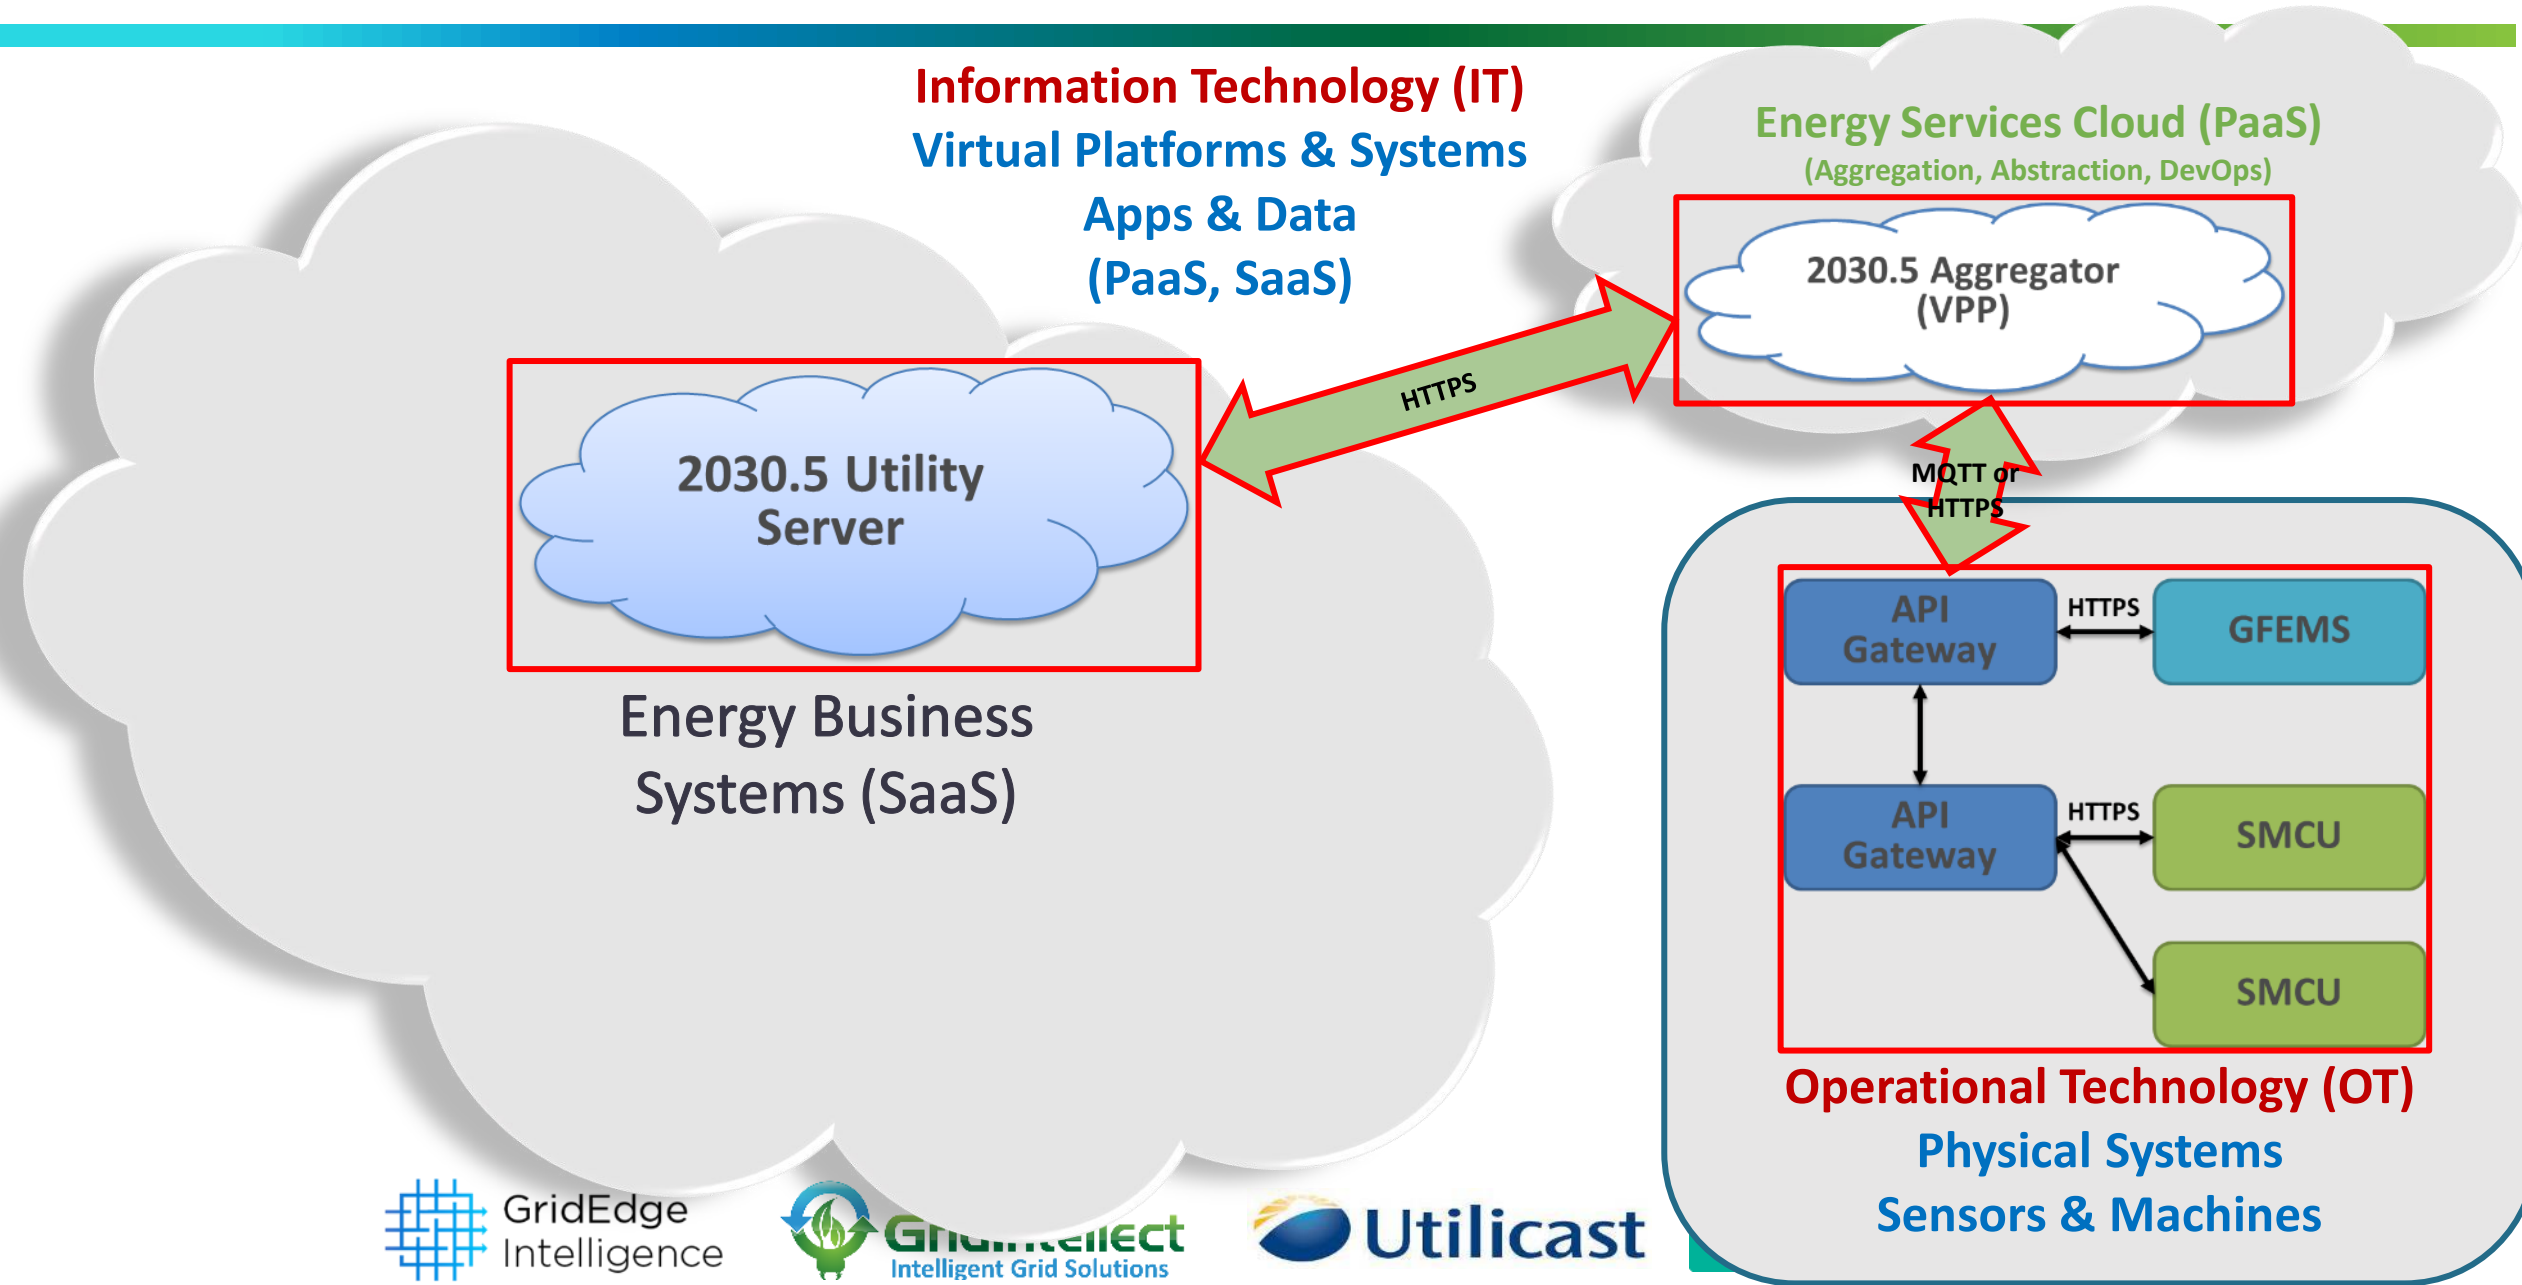 Information Technology (IT)
Virtual Platforms & Systems
Apps & Data
(PaaS, SaaS)
Energy Services Cloud (PaaS)
(Aggregation, Abstraction, DevOps)
2030.5 Aggregator
(VPP)
HTTPS
2030.5 Utility
Server
Energy Business
Systems (SaaS)
MQTT or
HTTPS
API
Gateway
HTTPS
GFEMS
API
Gateway
HTTPS
SMCU
SMCU
Operational Technology (OT)
Physical Systems
Sensors & Machines
GridEdge
Intelligence
GridIntellect
Intelligent Grid Solutions
Utilicast